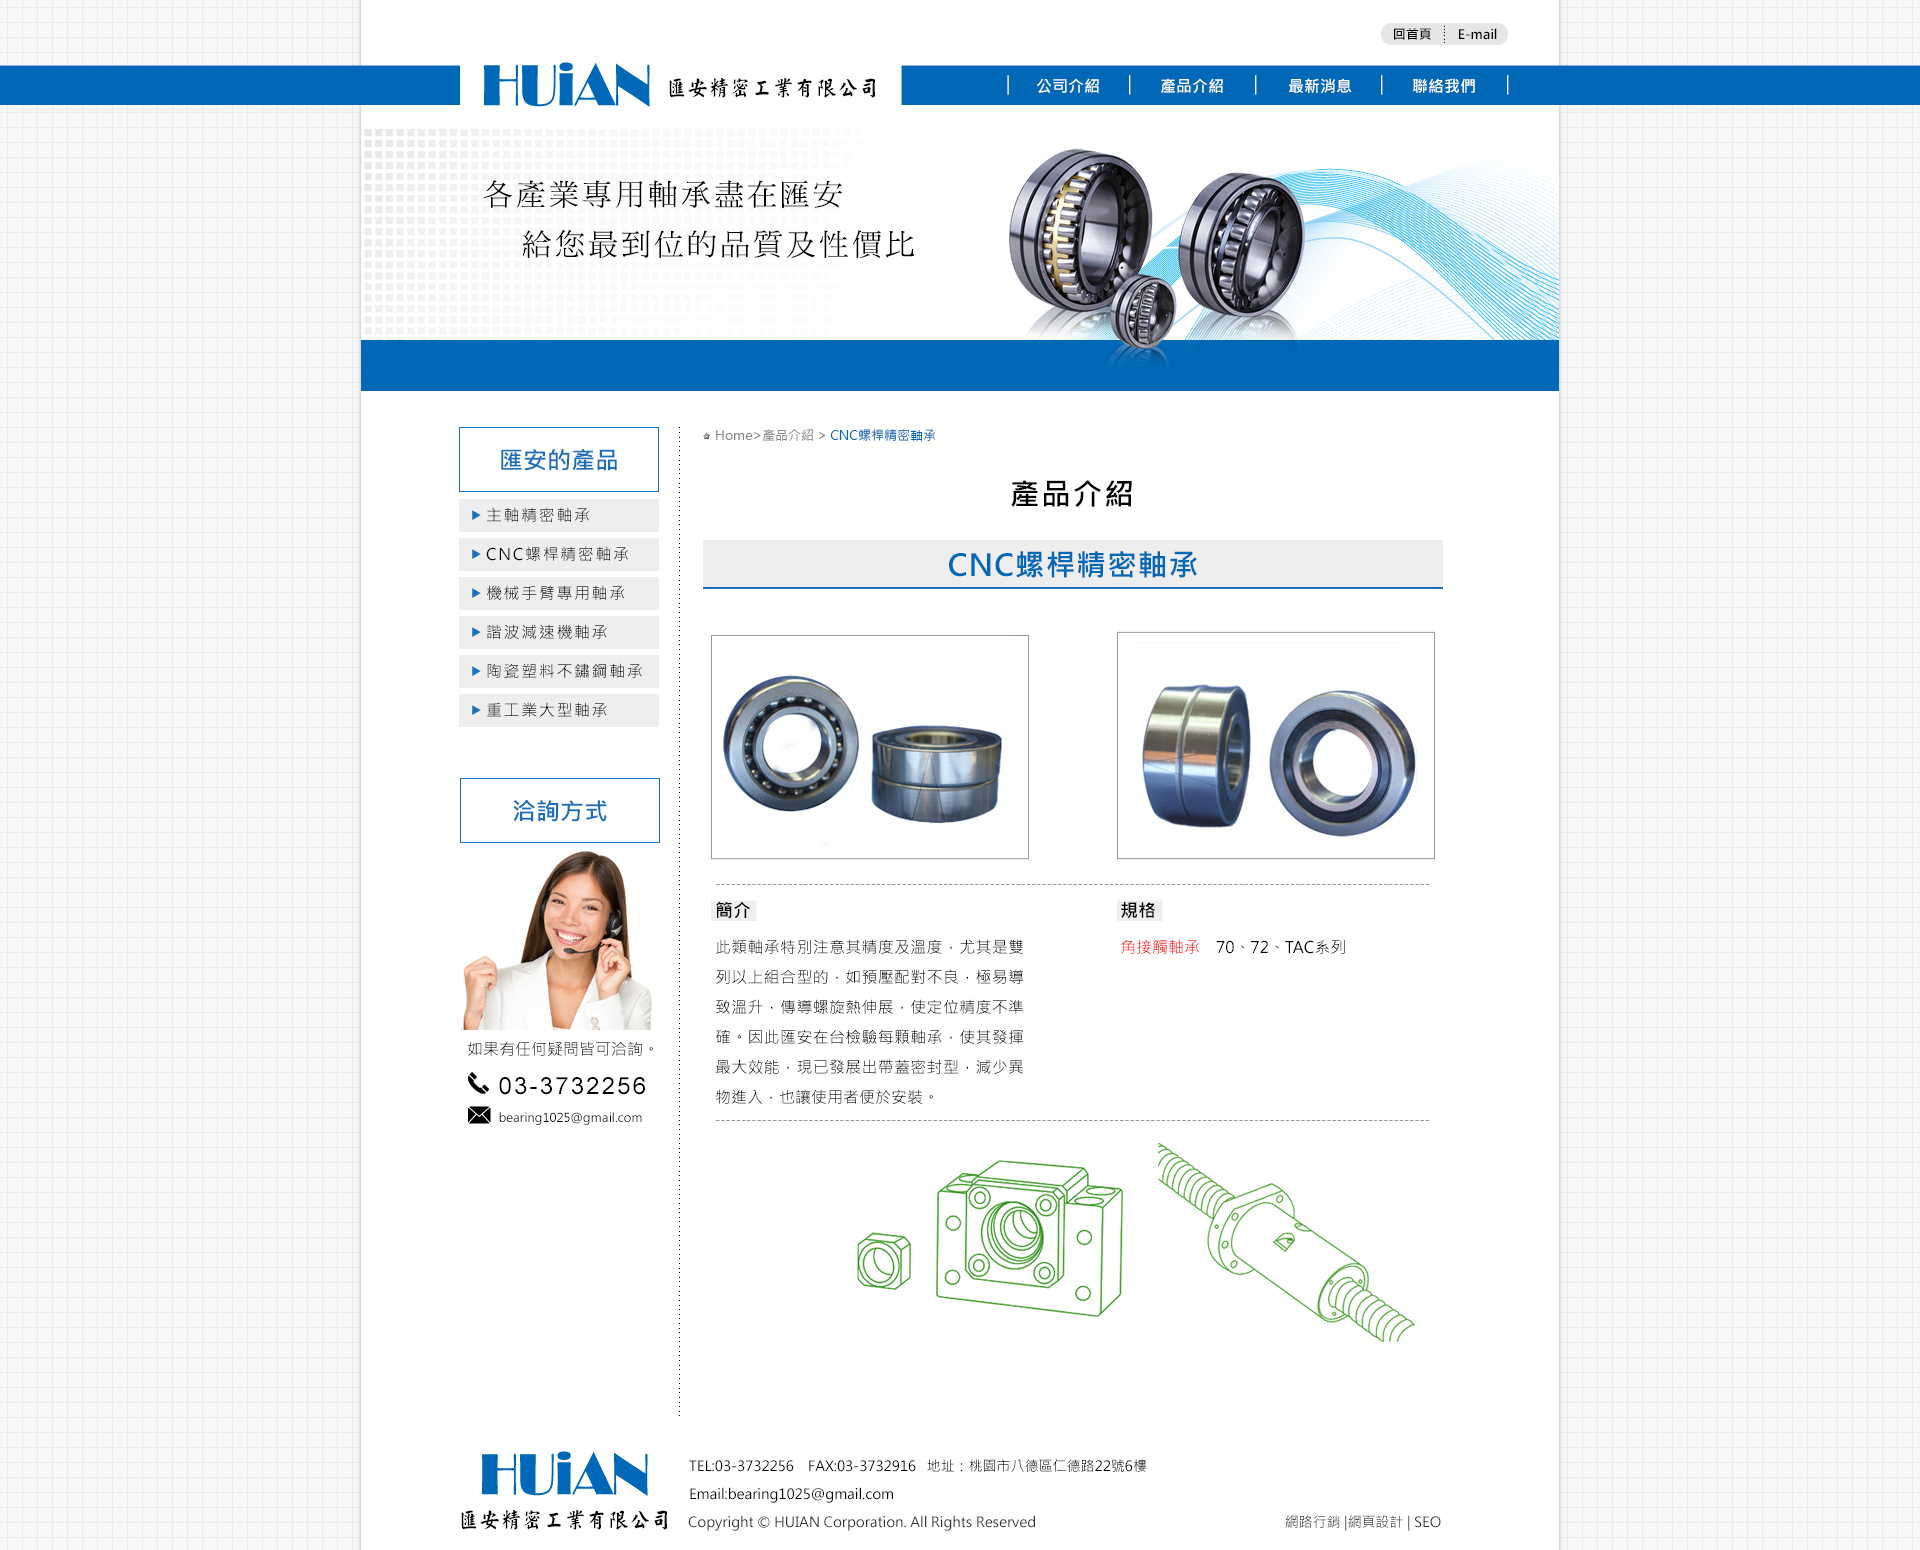 回首頁 E-mail
HUiAN 匯安精密工業有限公司
公司介紹 產品介紹 最新消息 聯絡我們
各產業專用軸承盡在匯安
給您最到位的品質及性價比
Home>產品介紹 > CNC螺桿精密軸承
匯安的產品
主軸精密軸承
CNC螺桿精密軸承
機械手臂專用軸承
諧波減速機軸承
陶瓷塑料不鏽鋼軸承
重工業大型軸承
洽詢方式
如果有任何疑問皆可洽詢。
03-3732256
bearing1025@gmail.com
產品介紹
CNC螺桿精密軸承
簡介
此類軸承特別注意其精度及溫度，尤其是雙
列以上組合型的，如預壓配對不良，極易導
致溫升，傳導螺旋熱伸展，使定位精度不準
確。因此匯安在台檢驗每顆軸承，使其發揮
最大效能，現已發展出帶蓋密封型，減少異
物進入，也讓使用者便於安裝。
規格
角接觸軸承 70、72、TAC系列
HUiAN
匯安精密工業有限公司
TEL:03-3732256 FAX:03-3732916 地址：桃園市八德區仁德路22號6樓
Email:bearing1025@gmail.com
Copyright © HUIAN Corporation. All Rights Reserved
網路行銷 |網頁設計 | SEO